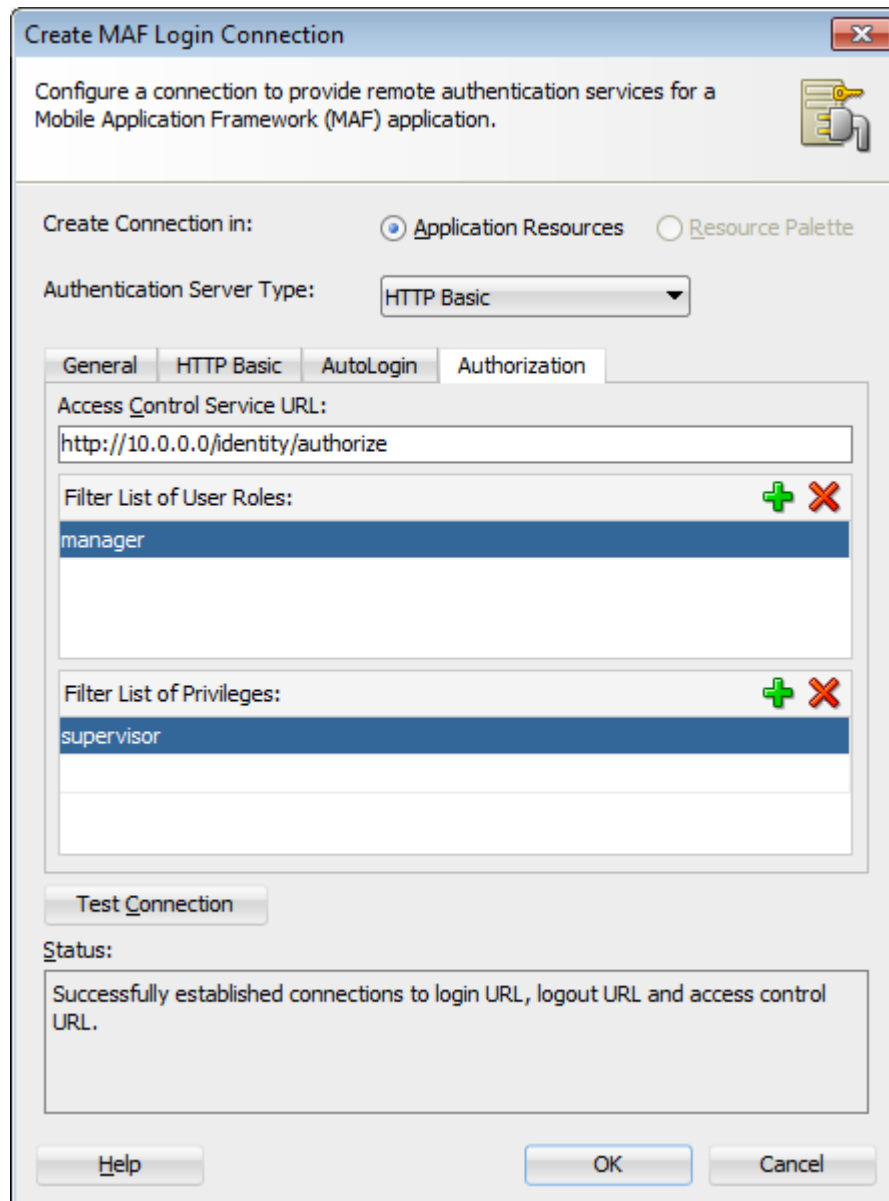 Create MAF Login Connection
Configure a connection to provide remote authentication services for a
Mobile Application Framework (MAF) application.
Create Connection in:
Application Resources
Resource Palette
Authentication Server Type:
HTTP Basic
General
HTTP Basic
AutoLogin
Authorization
Access Control Service URL:
http://10.0.0.0/identity/authorize
Filter List of User Roles:
manager
Filter List of Privileges:
supervisor
Test Connection
Status:
Successfully established connections to login URL, logout URL and access control
URL.
Help
OK
Cancel